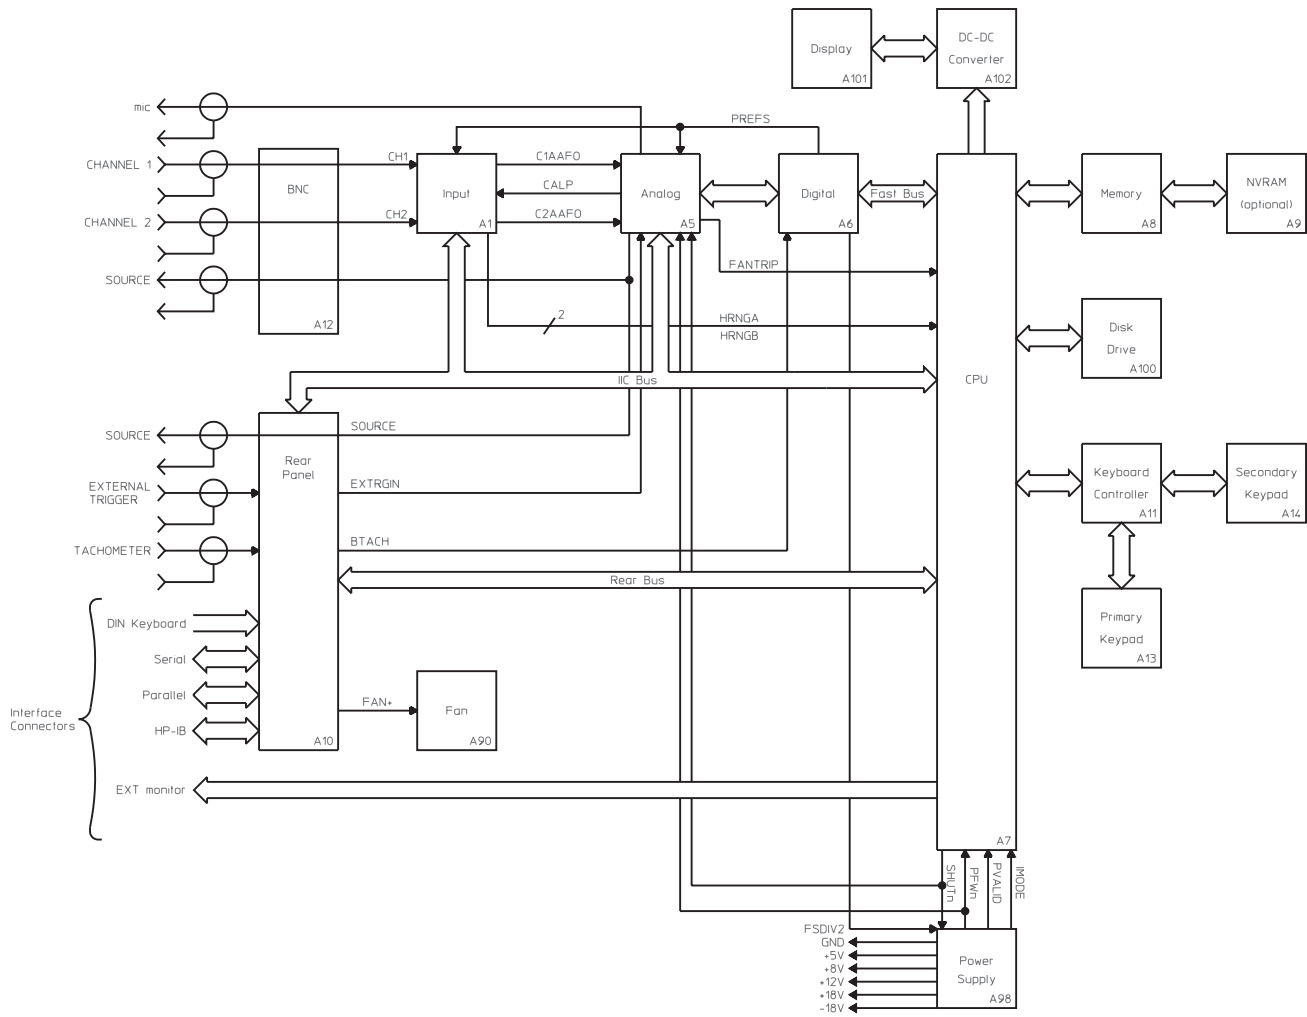 Display
A101
DC-DC
Converter
A102
mic
PREFS
CHANNEL 1
BNC
CH1
Input
A1
C1AAFO
CALP
C2AAFO
Analog
A5
Digital
A6
Fast Bus
Memory
A8
NVRAM
(optional)
A9
CHANNEL 2
CH2
SOURCE
A12
FANTRIP
2
HRNGA
HRNGB
Disk
Drive
A100
IIC Bus
CPU
SOURCE
SOURCE
Rear
Panel
EXTERNAL
TRIGGER
EXTRGIN
Keyboard
Controller
A11
Secondary
Keypad
A14
TACHOMETER
BTACH
Rear Bus
Primary
Keypad
A13
Interface
Connectors
DIN Keyboard
Serial
Parallel
HP-IB
A10
FAN+
Fan
A90
EXT monitor
A7
SHUTn
PFWn
PVALID
IMODE
FSDIV2
GND
+5V
+8V
+12V
+18V
-18V
Power
Supply
A98